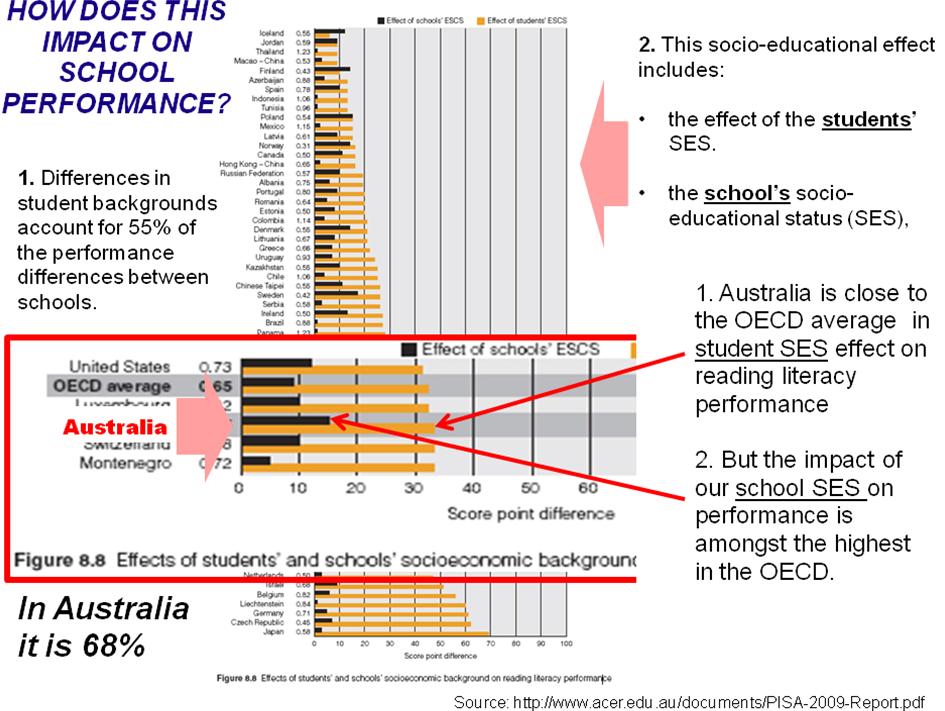 HOW DOES THIS
IMPACT ON
SCHOOL
PERFORMANCE?
1. Differences in
student backgrounds
account for 55% of
the performance
differences between
schools.
Effect of schools' ESCS
Effect of students' ESCS
Iceland 0.56
Jordan 0.59
Thailand 1.23
Macao – China 0.53
Finland 0.43
Azerbaijan 0.88
Spain 0.78
Indonesia 1.06
Tunisia 0.96
Poland 0.54
Mexico 1.15
Latvia 0.61
Norway 0.31
Canada 0.50
Hong Kong – China 0.65
Russian Federation 0.57
Albania 0.75
Portugal 0.80
Romania 0.64
Estonia 0.50
Colombia 1.14
Denmark 0.55
Lithuania 0.67
Greece 0.66
Uruguay 0.93
Kazakhstan 0.55
Chile 1.06
Chinese Taipei 0.55
Sweden 0.42
Serbia 0.58
Ireland 0.50
Brazil 0.88
Panama 1.23
2. This socio-educational effect
includes:
• the effect of the students'
SES.
• the school's socio-
educational status (SES),
Effect of schools' ESCS
United States 0.73
OECD average 0.65
Luxembourg
Australia
Switzerland
Montenegro 0.72
0 10 20 30 40 50 60
Score point difference
Figure 8.8 Effects of students' and schools' socioeconomic background
1. Australia is close to
the OECD average in
student SES effect on
reading literacy
performance
2. But the impact of
our school SES on
performance is
amongst the highest
in the OECD.
In Australia
it is 68%
Netherlands 0.50
Israel 0.68
Belgium 0.82
Liechtenstein 0.84
Germany 0.71
Czech Republic 0.45
Japan 0.58
0 10 20 30 40 50 60 70 80 90 100
Score point difference
Figure 8.8 Effects of students' and schools' socioeconomic background on reading literacy performance
Source: http://www.acer.edu.au/documents/PISA-2009-Report.pdf